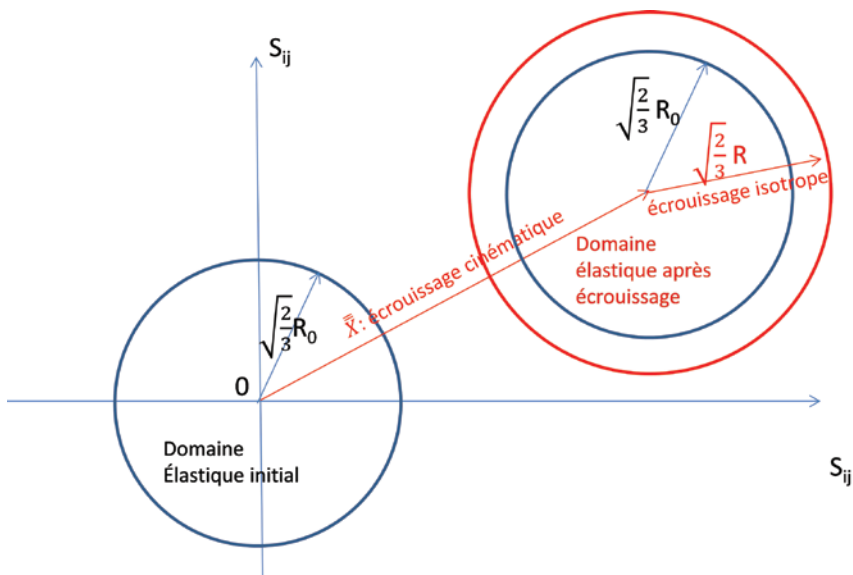 S_ij
√(2/3) R₀
√(2/3) R
écrouissage isotrope
X̿: écrouissage cinématique
Domaine
élastique après
écrouissage
√(2/3)R₀
0
Domaine
Élastique initial
S_ij